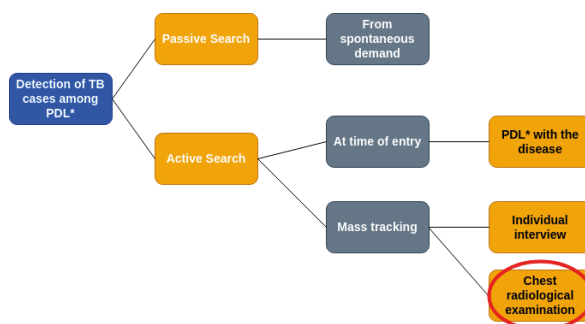 Passive Search
From
spontaneous
demand
Detection of TB
cases among
PDL*
Active Search
At time of entry
PDL* with the
disease
Mass tracking
Individual
interview
Chest
radiological
examination